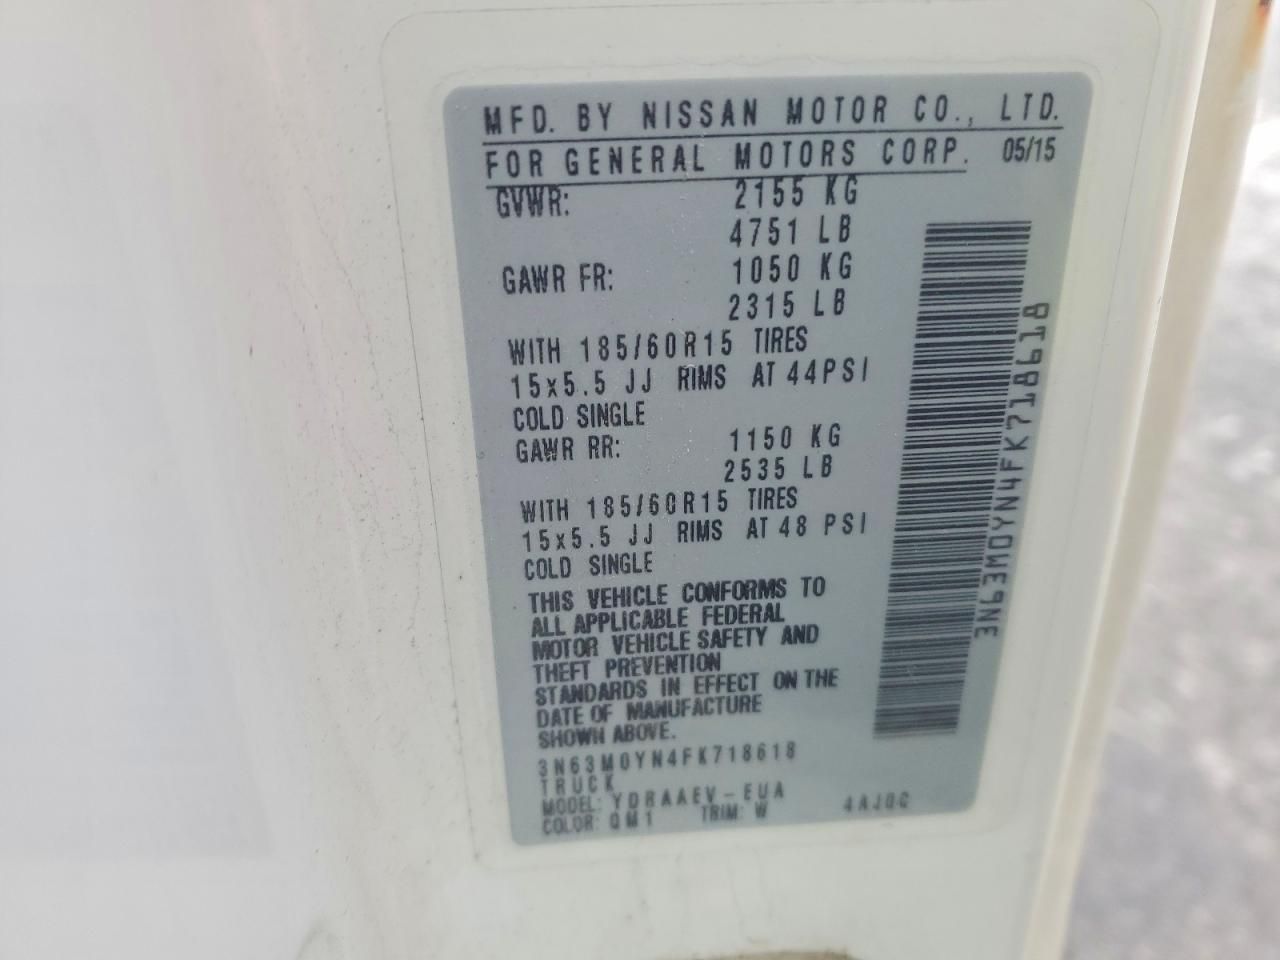 MFD. BY NISSAN MOTOR CO., LTD.
FOR GENERAL MOTORS CORP. 05/15
GVWR: 2155 KG
4751 LB
GAWR FR: 1050 KG
2315 LB
WITH 185/60R15 TIRES
15x5.5 JJ RIMS AT 44PSI
COLD SINGLE
GAWR RR: 1150 KG
2535 LB
WITH 185/60R15 TIRES
15x5.5 JJ RIMS AT 48 PSI
COLD SINGLE
THIS VEHICLE CONFORMS TO
ALL APPLICABLE FEDERAL
MOTOR VEHICLE SAFETY AND
THEFT PREVENTION
STANDARDS IN EFFECT ON THE
DATE OF MANUFACTURE
SHOWN ABOVE.
3N63M0YN4FK718618
TRUCK
MODEL: YDRAAEV-EUA
COLOR: QM1 TRIM: W
3N63M0YN4FK718618